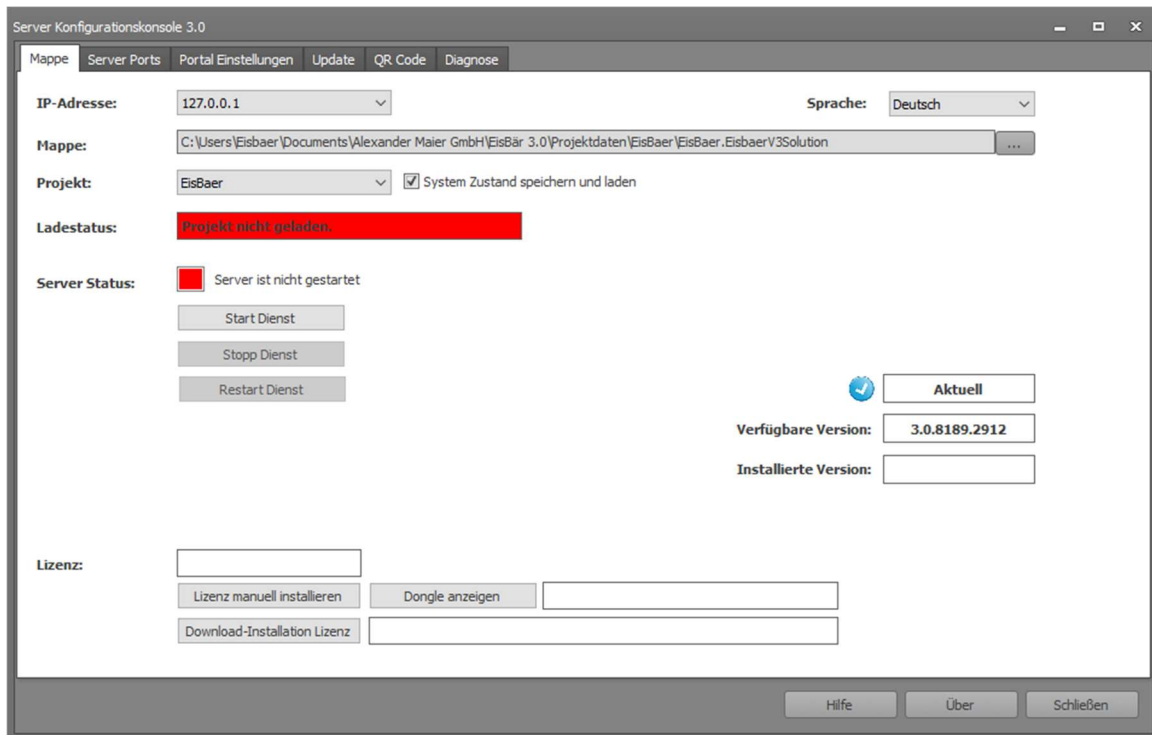 Server Konfigurationskonsole 3.0
Mappe Server Ports Portal Einstellungen Update QR Code Diagnose
IP-Adresse: 127.0.0.1 Sprache: Deutsch
Mappe: C:\Users\Eisbaer\Documents\Alexander Maier GmbH\EisBär 3.0\Projektdaten\EisBaer\EisBaer.EisbaerV3Solution ...
Projekt: EisBaer System Zustand speichern und laden
Ladestatus: Projekt nicht geladen.
Server Status: Server ist nicht gestartet
Start Dienst
Stopp Dienst
Restart Dienst Aktuell
Verfügbare Version: 3.0.8189.2912
Installierte Version:
Lizenz:
Lizenz manuell installieren Dongle anzeigen
Download-Installation Lizenz
Hilfe Über Schließen